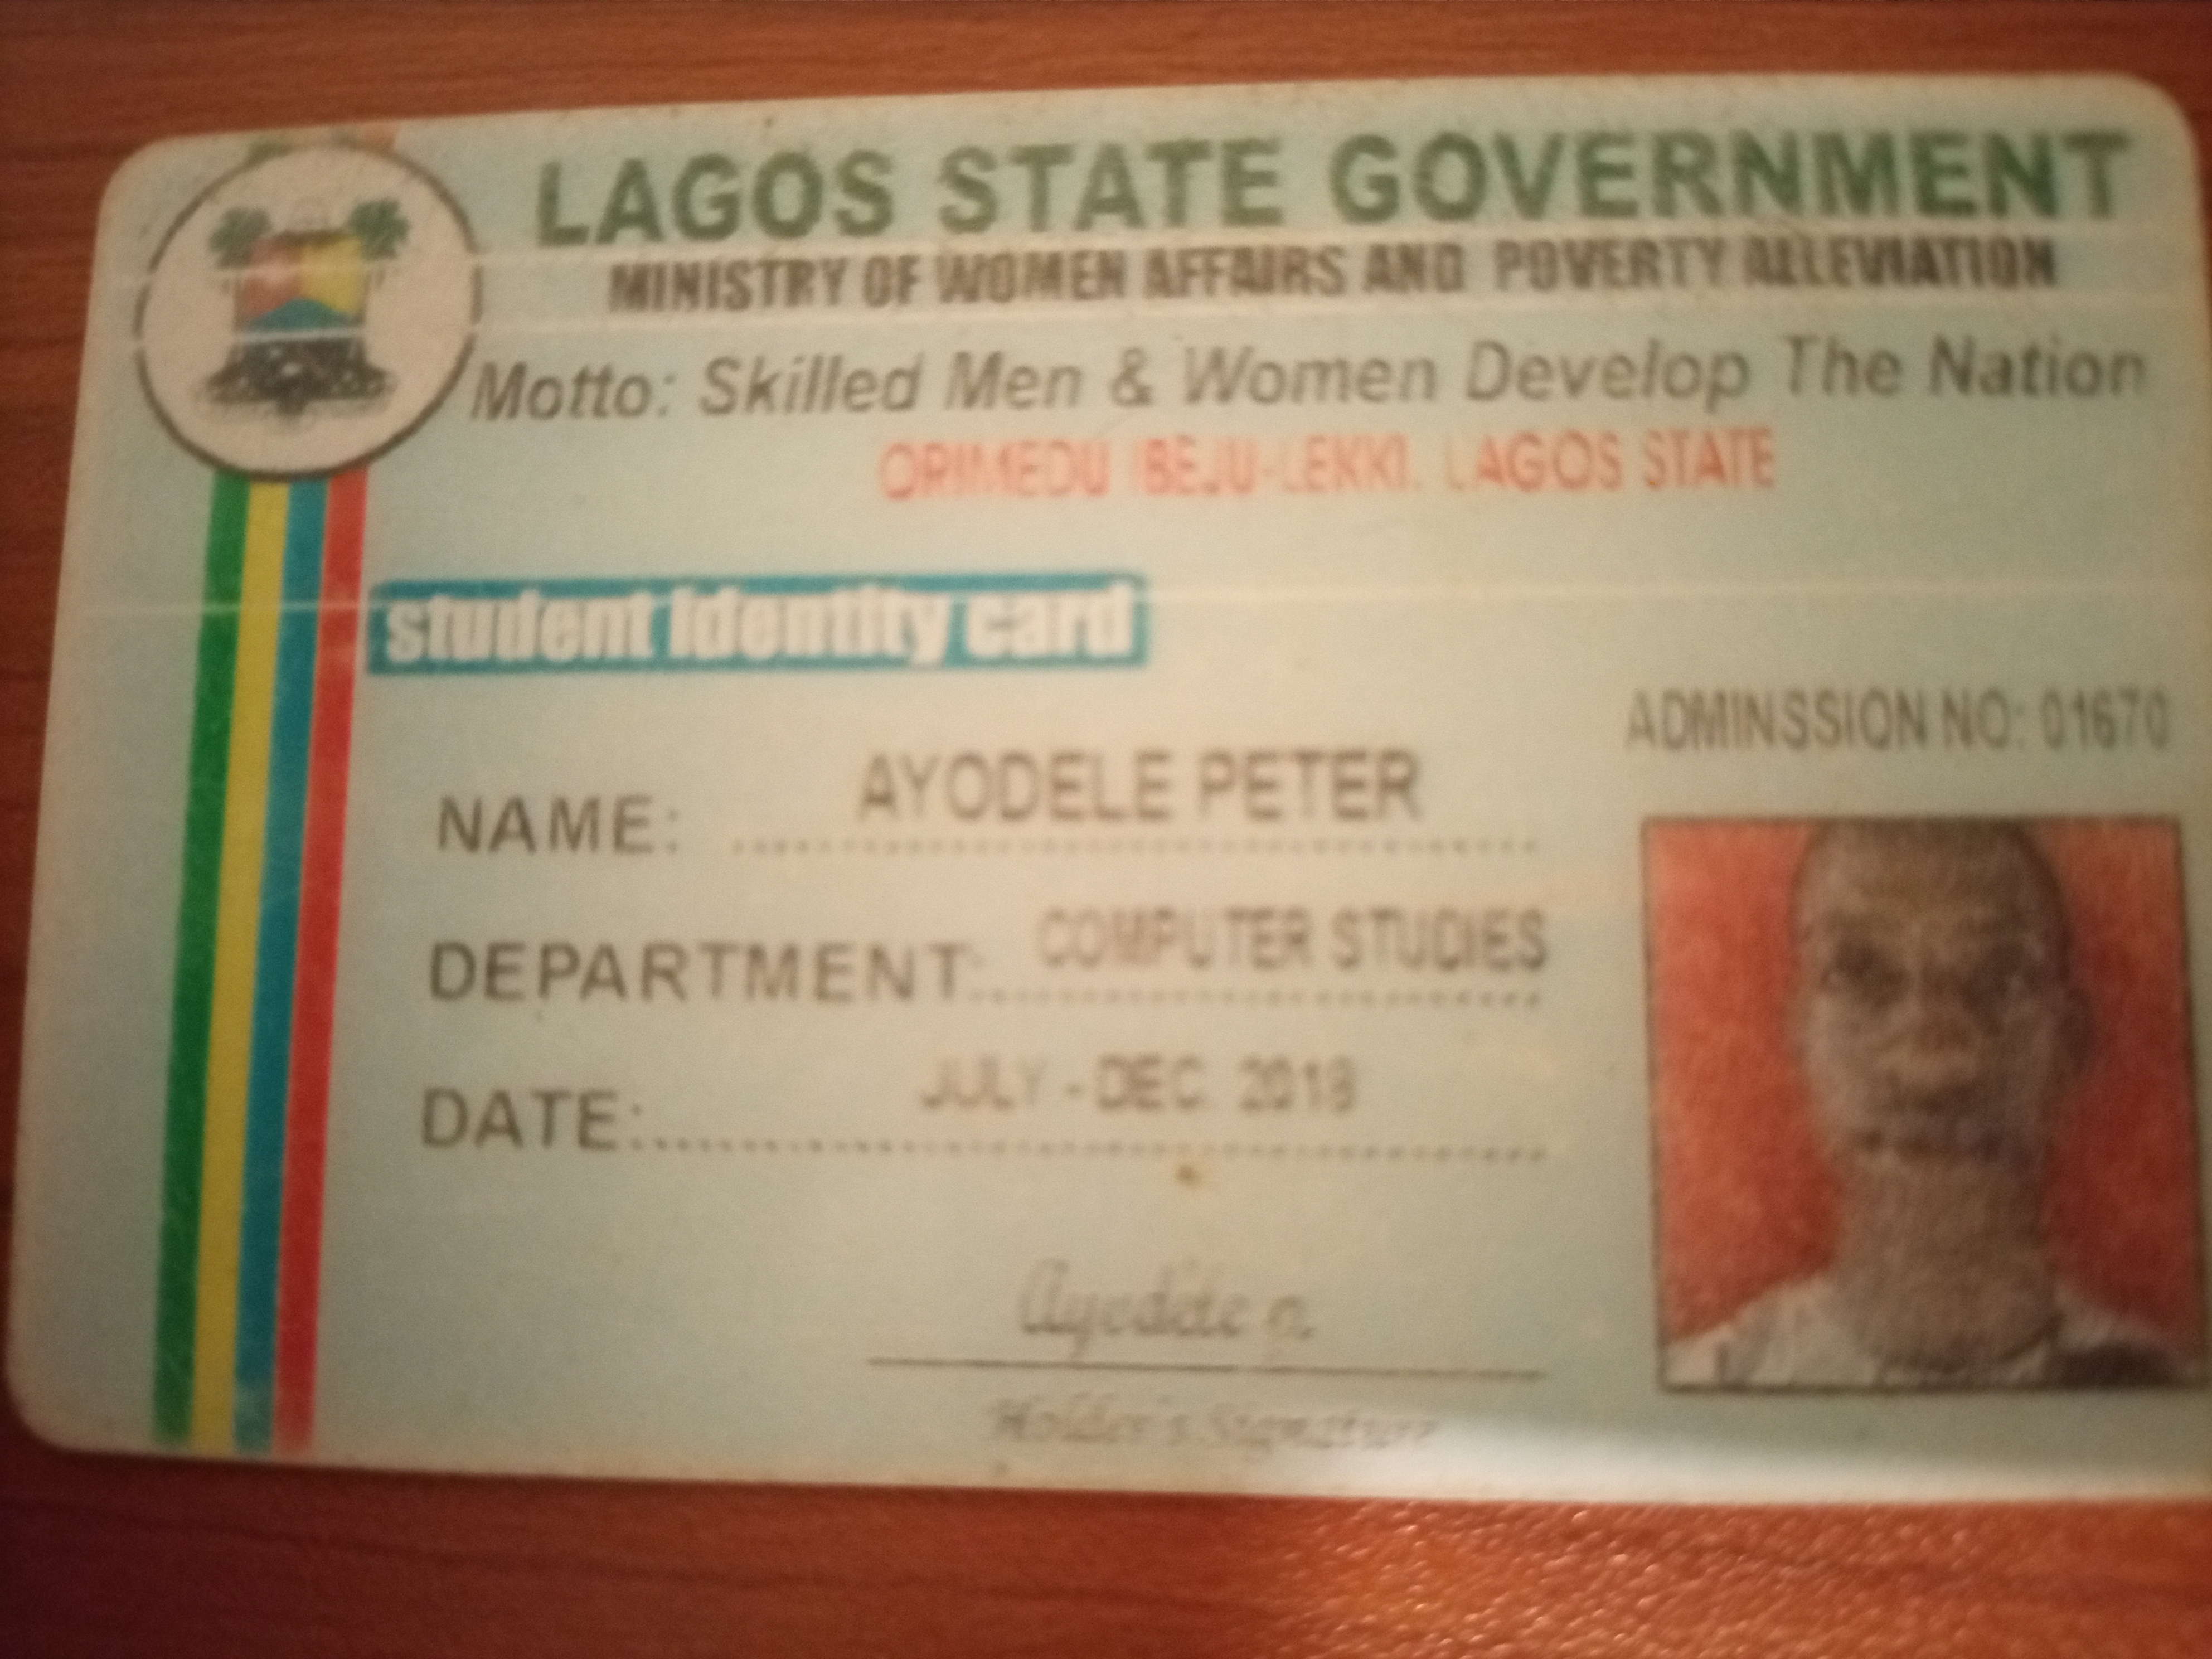 LAGOS STATE GOVERNMENT
MINISTRY OF WOMEN AFFAIRS AND POVERTY ALLEVIATION
Motto: Skilled Men & Women Develop The Nation
ORIMEDU IBEJU-LEKKI, LAGOS STATE
student identity card
ADMINSSION NO: 01670
NAME: AYODELE PETER
DEPARTMENT: COMPUTER STUDIES
DATE: JULY - DEC. 2018
Ayodele p.
Holder's Signature